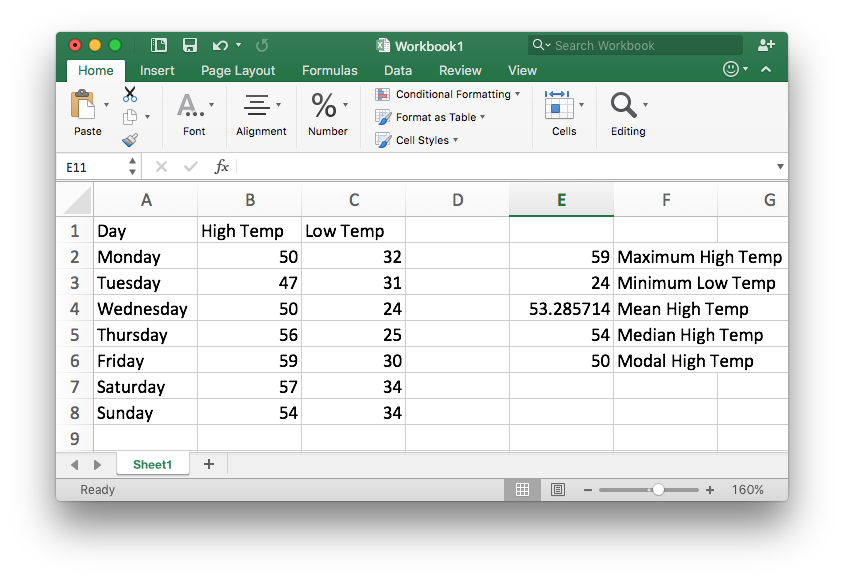 Workbook1
Search Workbook
Home Insert Page Layout Formulas Data Review View
Paste Font Alignment Number
Conditional Formatting
Format as Table
Cell Styles
Cells Editing
E11 fx
A B C D E F G
1 Day High Temp Low Temp
2 Monday 50 32 59 Maximum High Temp
3 Tuesday 47 31 24 Minimum Low Temp
4 Wednesday 50 24 53.285714 Mean High Temp
5 Thursday 56 25 54 Median High Temp
6 Friday 59 30 50 Modal High Temp
7 Saturday 57 34
8 Sunday 54 34
9
Sheet1 +
Ready 160%